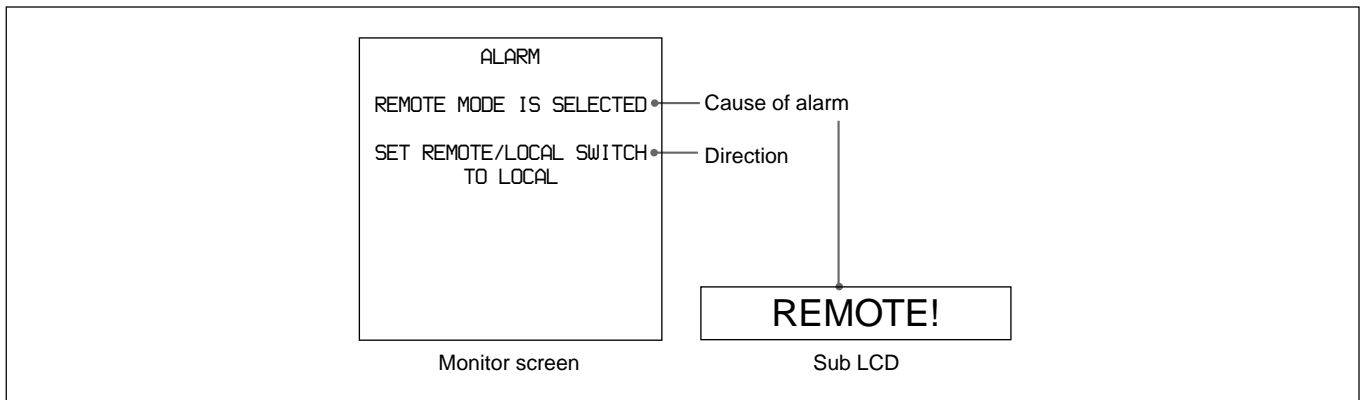 ALARM
REMOTE MODE IS SELECTED
Cause of alarm
SET REMOTE/LOCAL SWITCH
TO LOCAL
Direction
REMOTE!
Monitor screen
Sub LCD